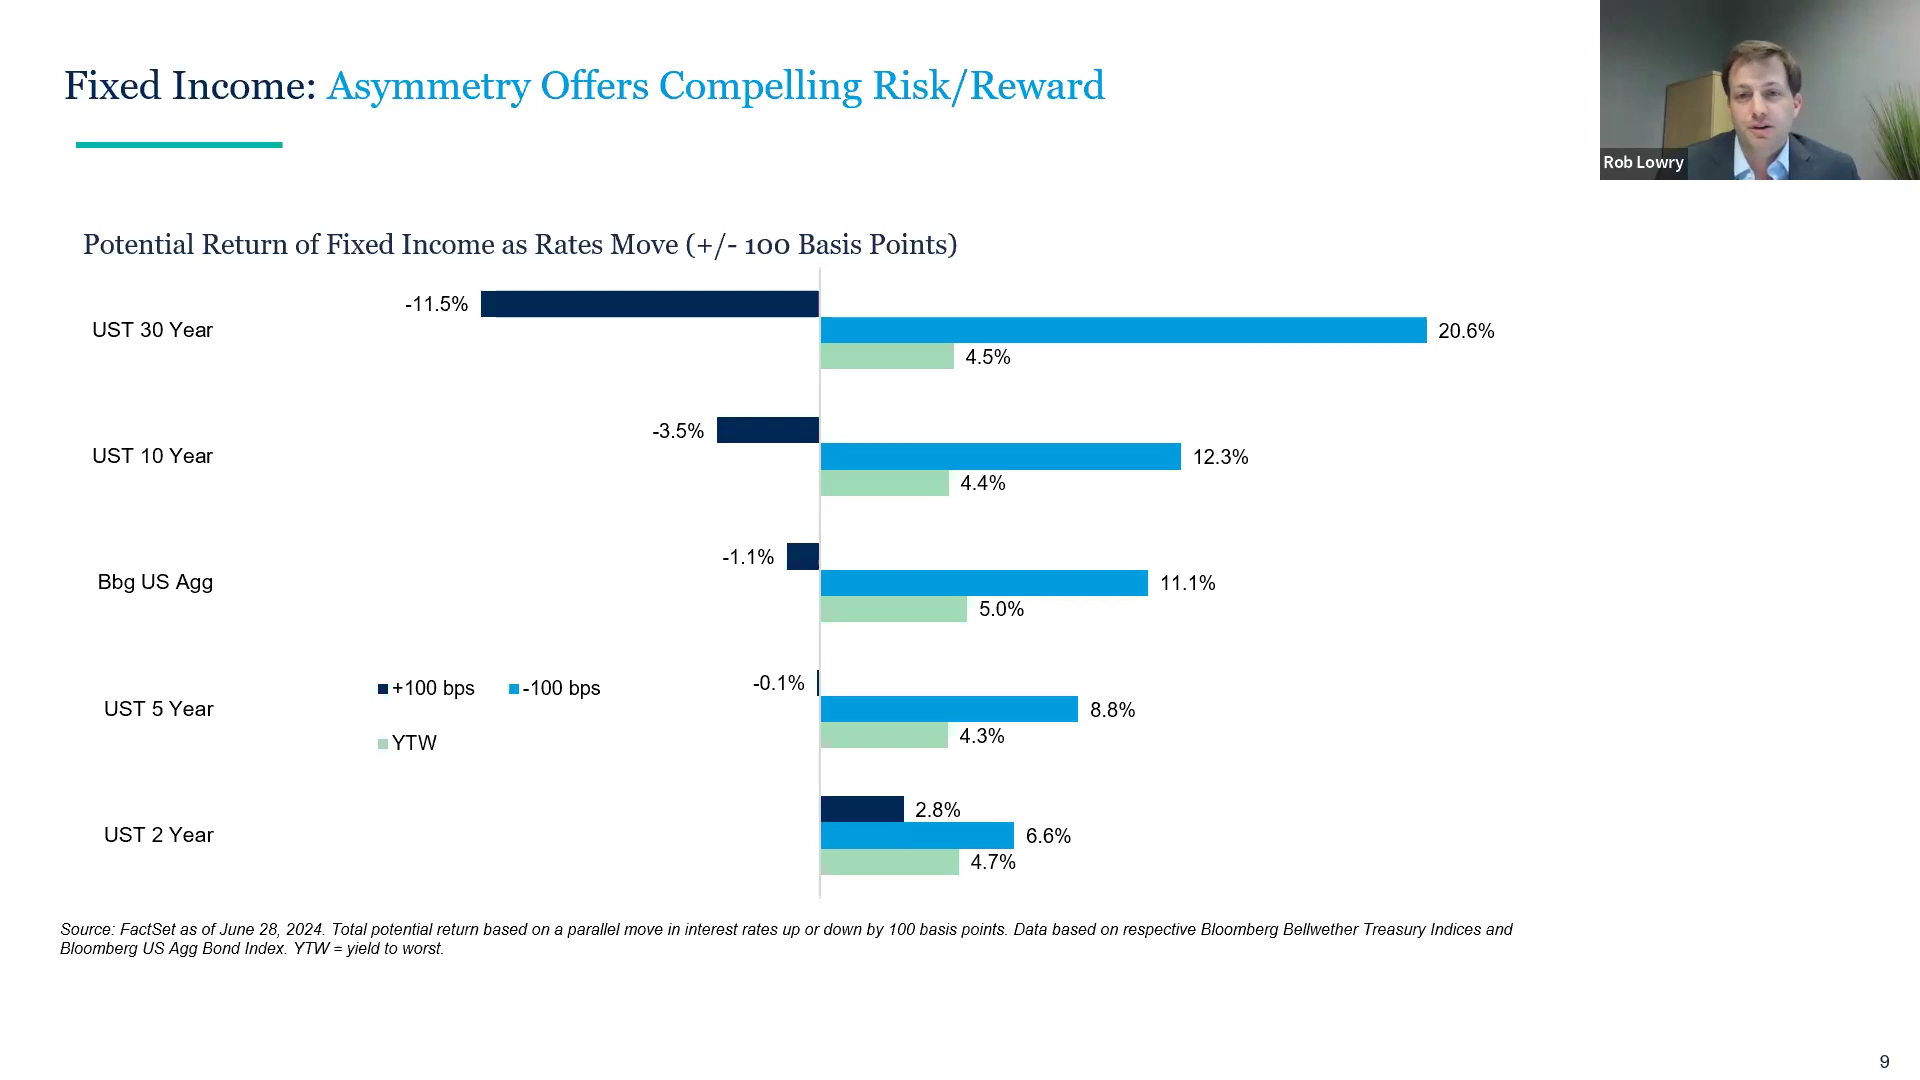 Fixed Income: Asymmetry Offers Compelling Risk/Reward
Rob Lowry
Potential Return of Fixed Income as Rates Move (+/- 100 Basis Points)
UST 30 Year
-11.5%
20.6%
4.5%
UST 10 Year
-3.5%
12.3%
4.4%
Bbg US Agg
-1.1%
11.1%
5.0%
UST 5 Year
-0.1%
8.8%
4.3%
+100 bps
-100 bps
YTW
UST 2 Year
2.8%
6.6%
4.7%
Source: FactSet as of June 28, 2024. Total potential return based on a parallel move in interest rates up or down by 100 basis points. Data based on respective Bloomberg Bellwether Treasury Indices and
Bloomberg US Agg Bond Index. YTW = yield to worst.
9